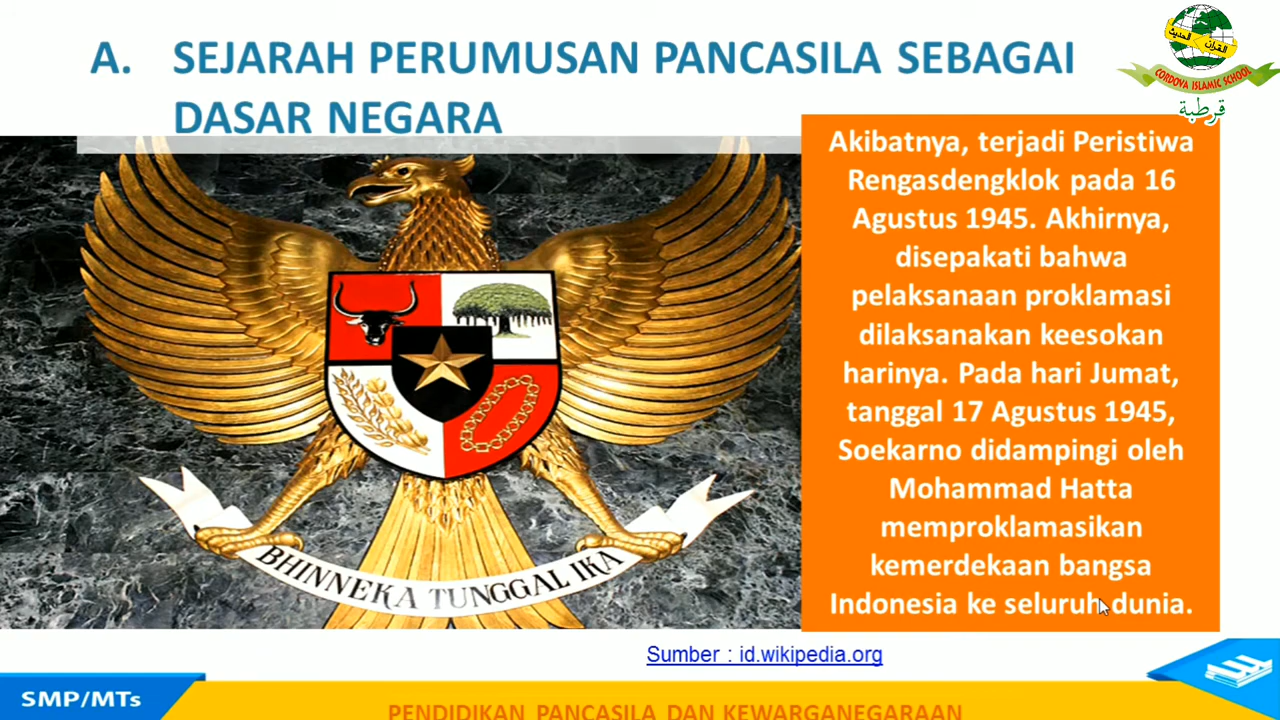 A. SEJARAH PERUMUSAN PANCASILA SEBAGAI
DASAR NEGARA
القرآن
الحديث
CORDOVA ISLAMIC SCHOOL
قرطبة
Akibatnya, terjadi Peristiwa
Rengasdengklok pada 16
Agustus 1945. Akhirnya,
disepakati bahwa
pelaksanaan proklamasi
dilaksanakan keesokan
harinya. Pada hari Jumat,
tanggal 17 Agustus 1945,
Soekarno didampingi oleh
Mohammad Hatta
memproklamasikan
kemerdekaan bangsa
Indonesia ke seluruh dunia.
BHINNEKA TUNGGAL IKA
Sumber : id.wikipedia.org
SMP/MTs
PENDIDIKAN PANCASILA DAN KEWARGANEGARAAN